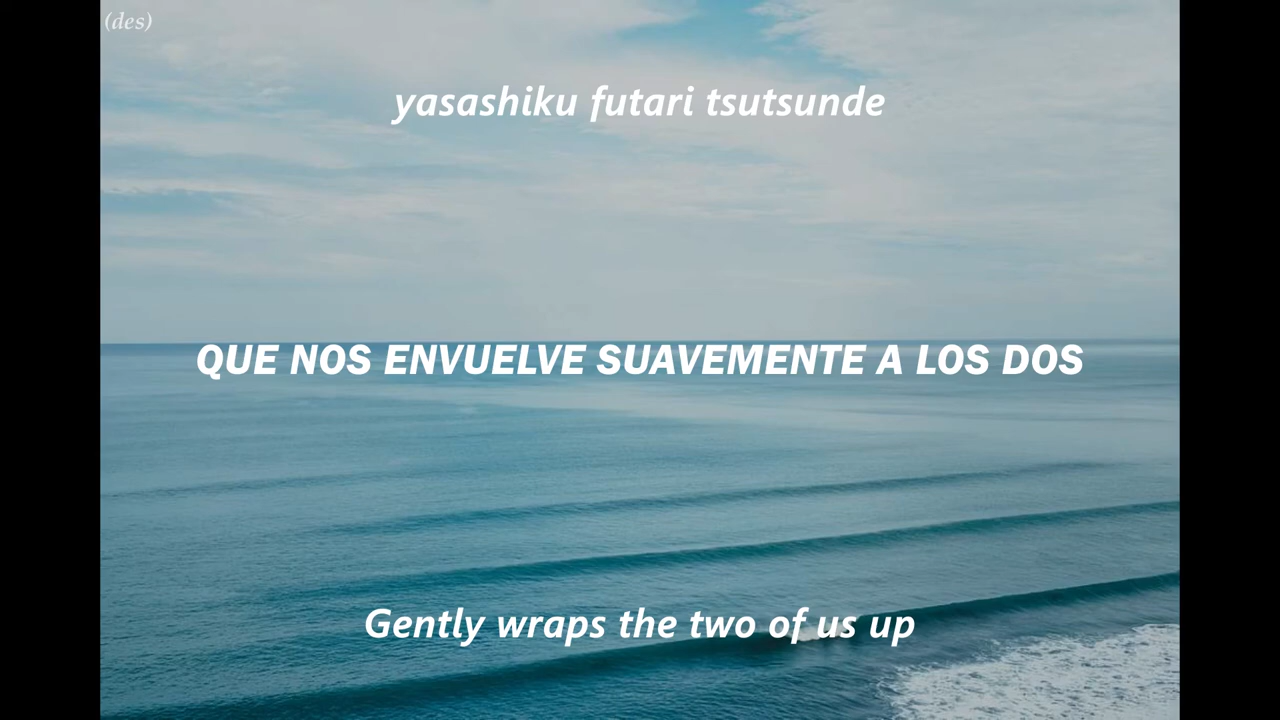 (des)
yasashiku futari tsutsunde
QUE NOS ENVUELVE SUAVEMENTE A LOS DOS
Gently wraps the two of us up